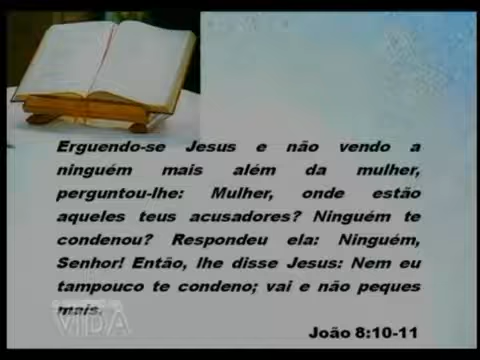 Erguendo-se Jesus e não vendo a
ninguém mais além da mulher,
perguntou-lhe: Mulher, onde estão
aqueles teus acusadores? Ninguém te
condenou? Respondeu ela: Ninguém,
Senhor! Então, lhe disse Jesus: Nem eu
tampouco te condeno; vai e não peques
mais.
VIDA
João 8:10-11